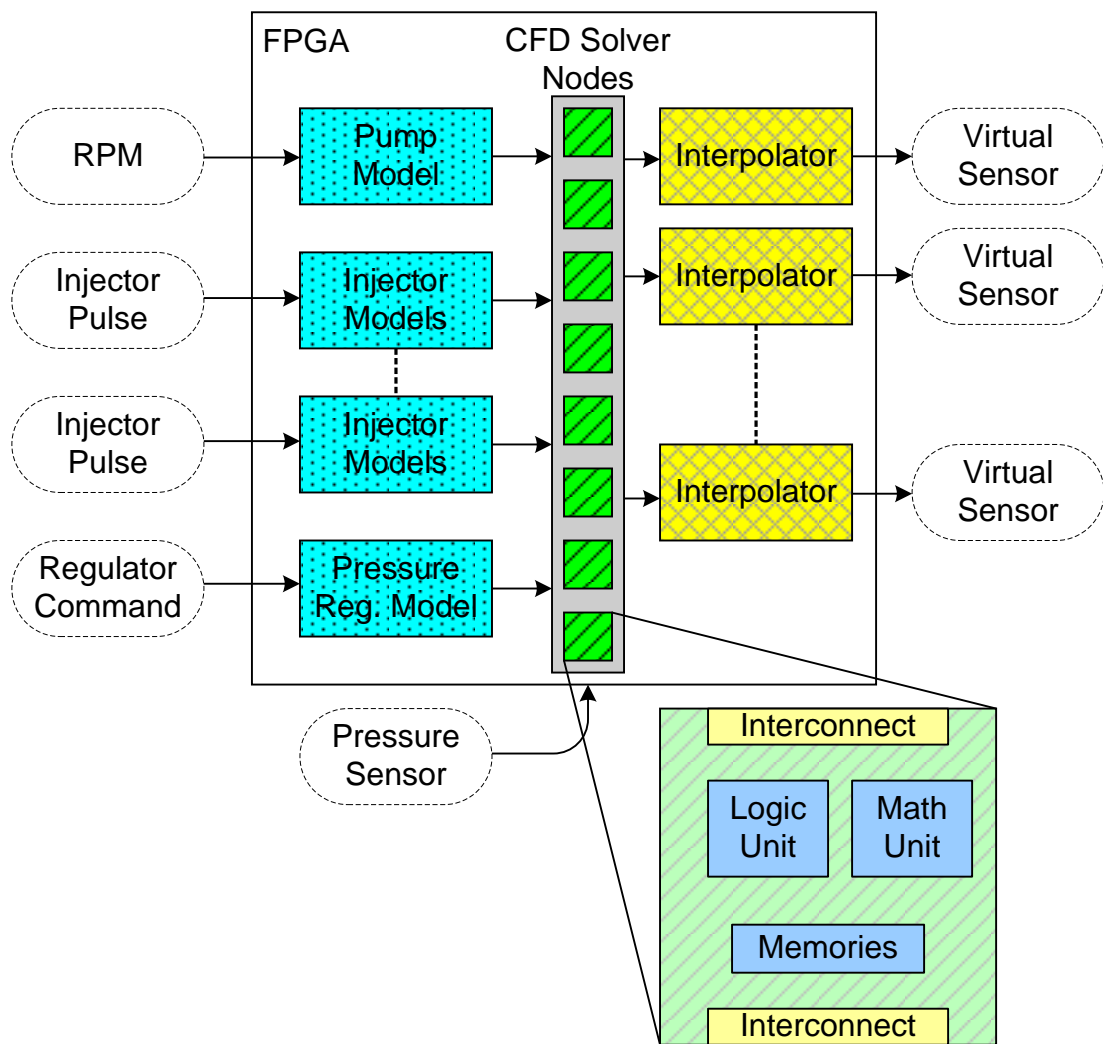 FPGA
CFD Solver
Nodes
RPM
Pump
Model
Interpolator
Virtual
Sensor
Injector
Pulse
Injector
Models
Interpolator
Virtual
Sensor
Injector
Pulse
Injector
Models
Interpolator
Virtual
Sensor
Regulator
Command
Pressure
Reg. Model
Pressure
Sensor
Interconnect
Logic
Unit
Math
Unit
Memories
Interconnect